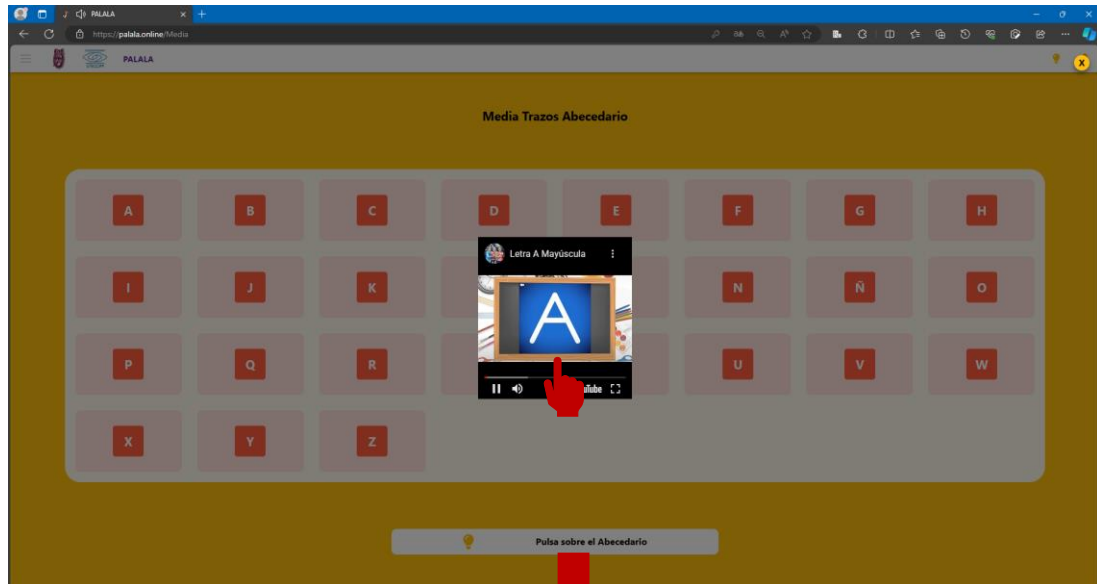 PALALA
https://palala.online/Media
PALALA
X
Media Trazos Abecedario
A B C D E F G H
Letra A Mayúscula
A
I J K N Ñ O
P Q R U V W
X Y Z
Pulsa sobre el Abecedario